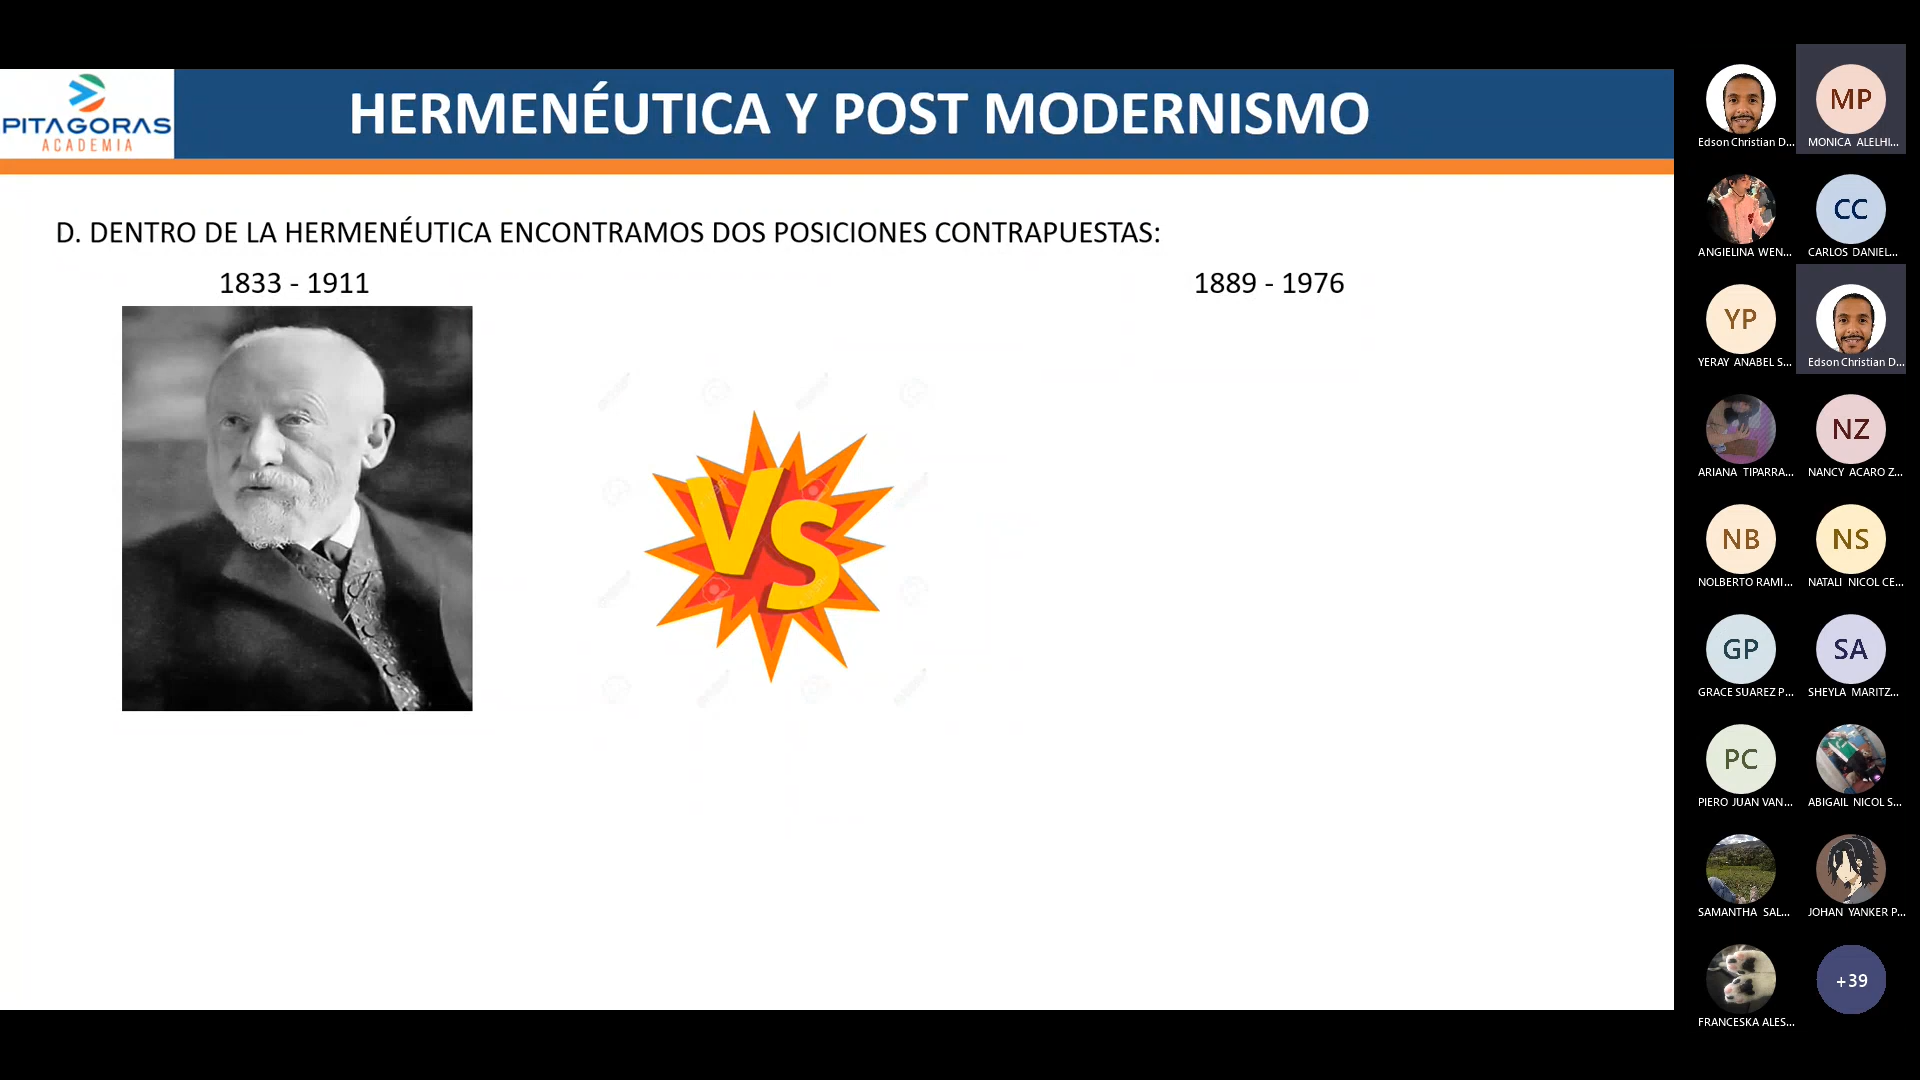 PITAGORAS
ACADEMIA
HERMENÉUTICA Y POST MODERNISMO
D. DENTRO DE LA HERMENÉUTICA ENCONTRAMOS DOS POSICIONES CONTRAPUESTAS:
1833 - 1911
1889 - 1976
VS
Edson Christian D...
MP
MONICA ALELHI...
ANGIELINA WEN...
CC
CARLOS DANIEL...
YP
YERAY ANABEL S...
Edson Christian D...
ARIANA TIPARRA...
NZ
NANCY ACARO Z...
NB
NOLBERTO RAMI...
NS
NATALI NICOL CE...
GP
GRACE SUAREZ P...
SA
SHEYLA MARITZ...
PC
PIERO JUAN VAN...
ABIGAIL NICOL S...
SAMANTHA SAL...
JOHAN YANKER P...
FRANCESKA ALES...
+39